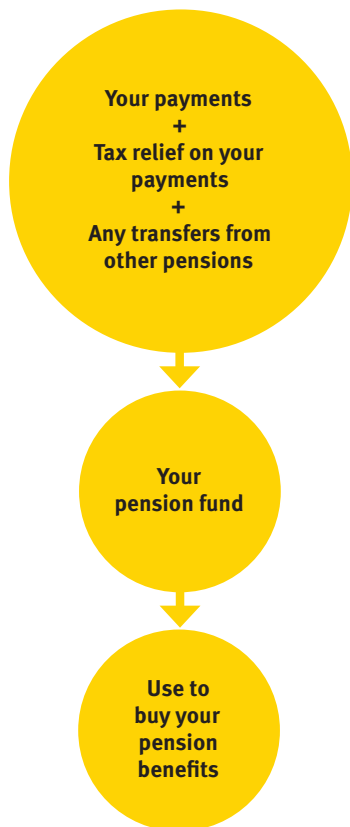 Your payments
+
Tax relief on your
payments
+
Any transfers from
other pensions
Your
pension fund
Use to
buy your
pension
benefits